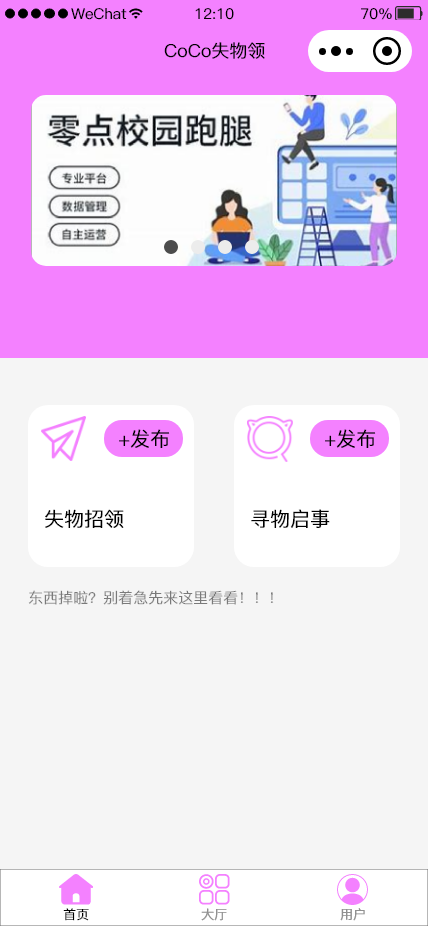 WeChat 12:10 70%
CoCo失物领
零点校园跑腿
专业平台
数据管理
自主运营
+发布 +发布
失物招领 寻物启事
东西掉啦？别着急先来这里看看！！！
首页 大厅 用户